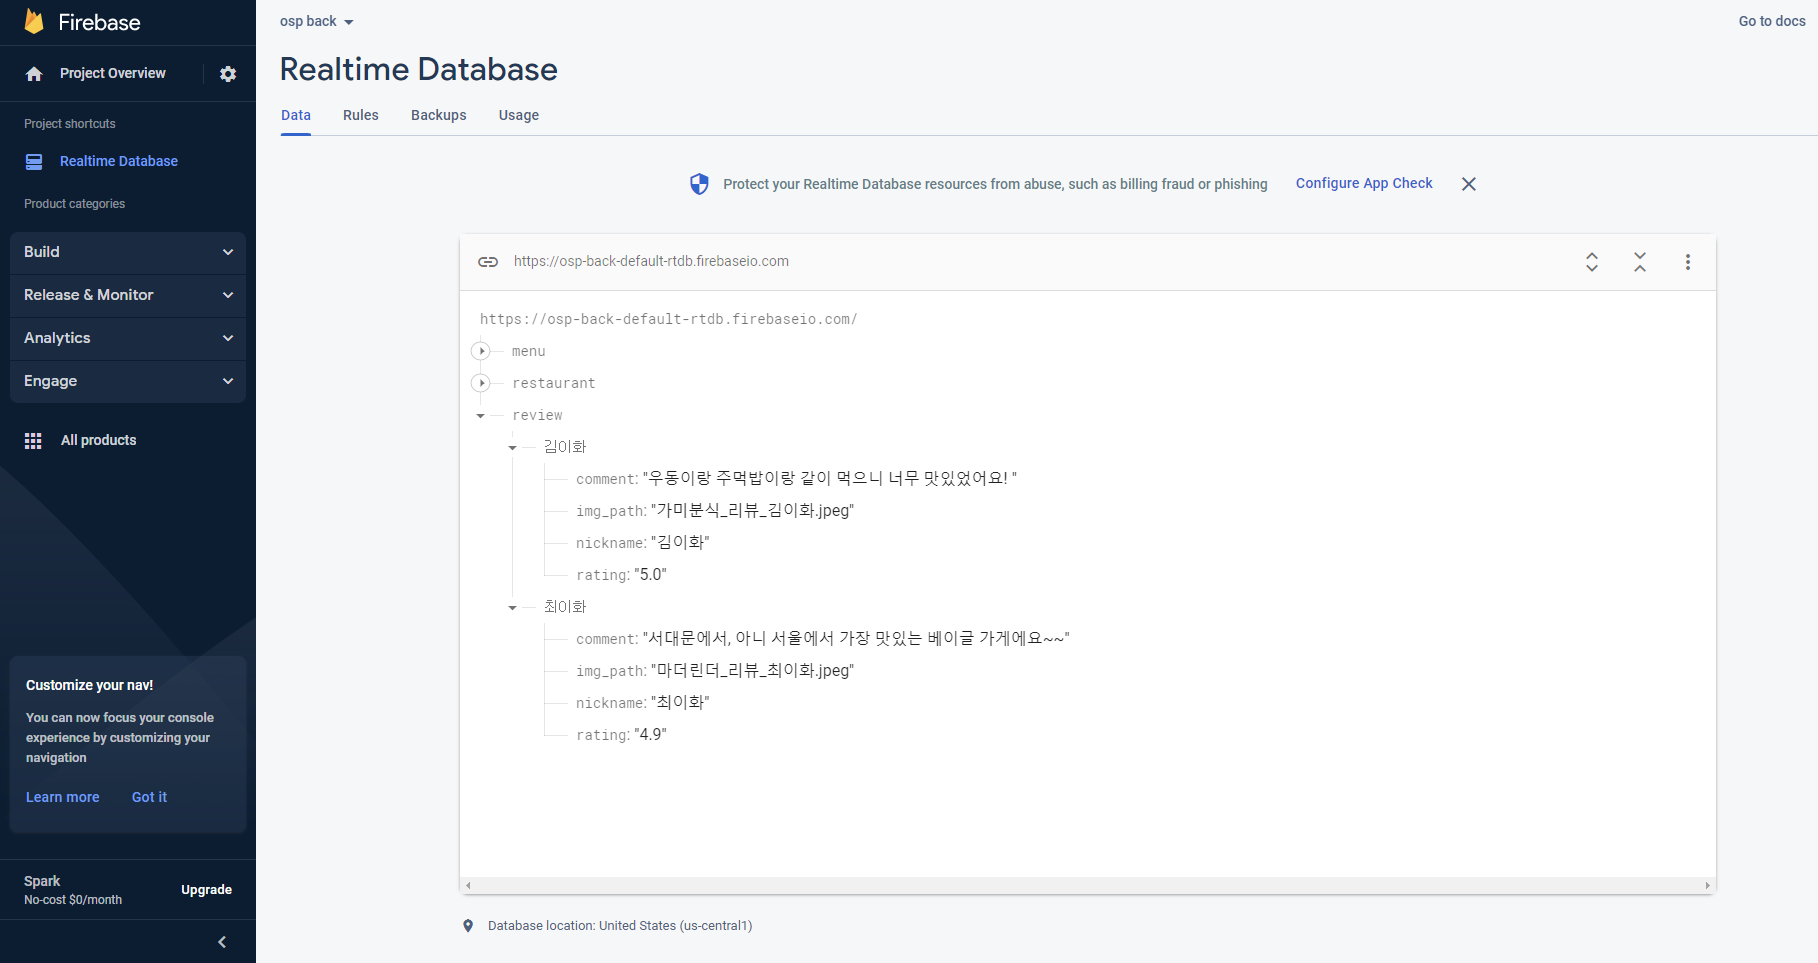 Firebase
Project Overview
Project shortcuts
Realtime Database
Product categories
Build
Release & Monitor
Analytics
Engage
All products
Customize your nav!
You can now focus your console
experience by customizing your
navigation
Learn more Got it
Spark
No-cost $0/month
Upgrade
osp back
Go to docs
Realtime Database
Data Rules Backups Usage
Protect your Realtime Database resources from abuse, such as billing fraud or phishing Configure App Check
https://osp-back-default-rtdb.firebaseio.com
https://osp-back-default-rtdb.firebaseio.com/
menu
restaurant
review
김이화
comment: "우동이랑 주먹밥이랑 같이 먹으니 너무 맛있었어요! "
img_path: "가미분식_리뷰_김이화.jpeg"
nickname: "김이화"
rating: "5.0"
최이화
comment: "서대문에서, 아니 서울에서 가장 맛있는 베이글 가게에요~~"
img_path: "마더린더_리뷰_최이화.jpeg"
nickname: "최이화"
rating: "4.9"
Database location: United States (us-central1)